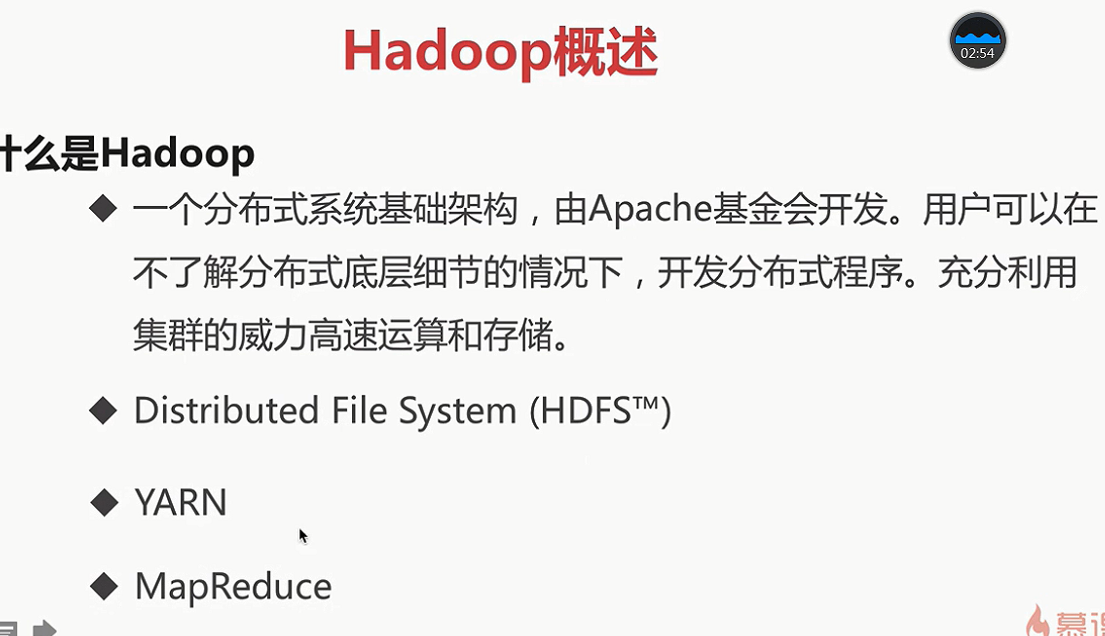 Hadoop概述
02:54
什么是Hadoop
一个分布式系统基础架构，由Apache基金会开发。用户可以在
不了解分布式底层细节的情况下，开发分布式程序。充分利用
集群的威力高速运算和存储。
Distributed File System (HDFS™)
YARN
MapReduce
慕课